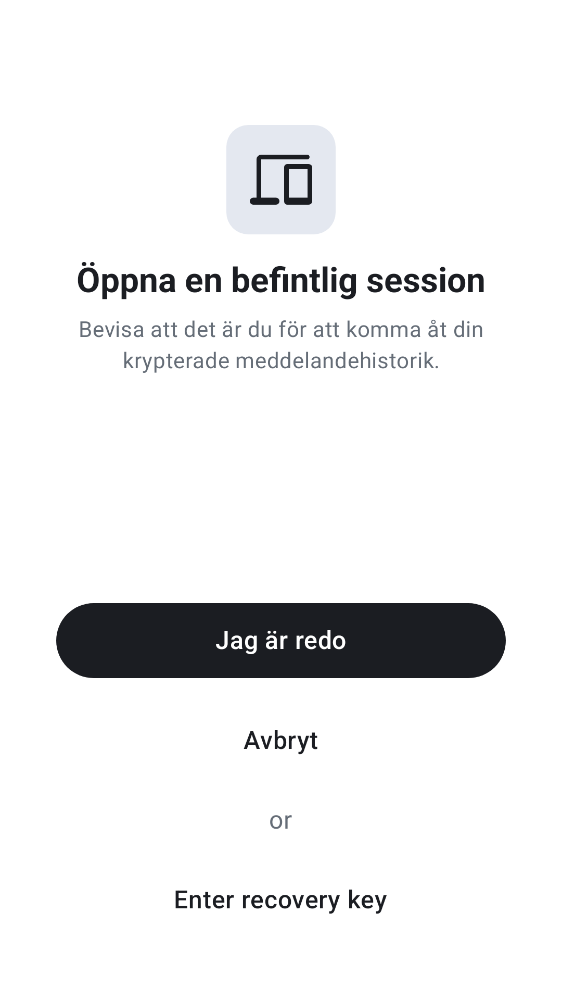 Öppna en befintlig session
Bevisa att det är du för att komma åt din
krypterade meddelandehistorik.
Jag är redo
Avbryt
or
Enter recovery key